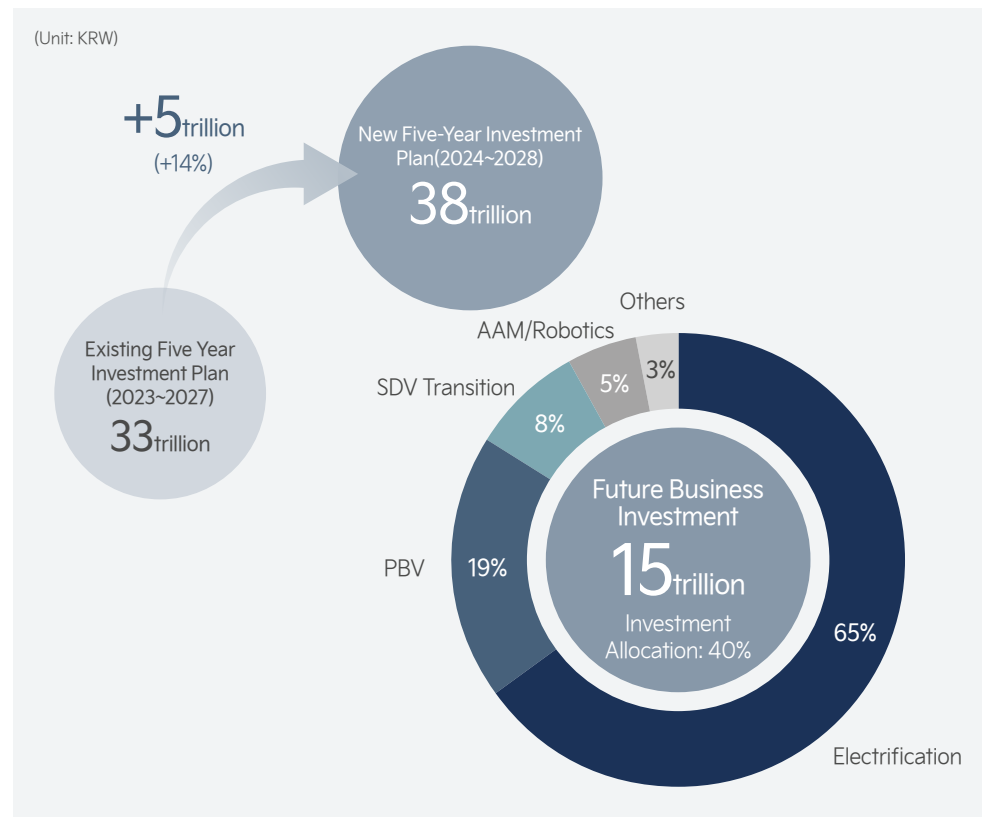 (Unit: KRW)
+5trillion
(+14%)
New Five-Year Investment
Plan(2024~2028)
38trillion
Existing Five Year
Investment Plan
(2023~2027)
33trillion
Others
3%
AAM/Robotics
5%
SDV Transition
8%
PBV
19%
Future Business
Investment
15trillion
Investment
Allocation: 40%
65%
Electrification